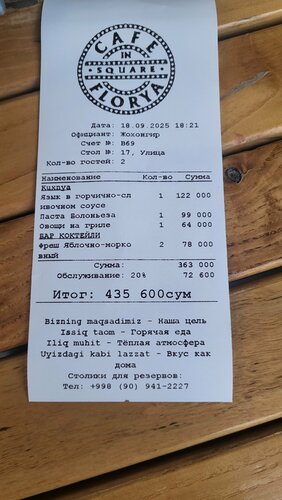 CAFE
IN
SQUARE
FIORYA
Дата: 18.09.2025 18:21
Официант: Жохонгир
Счет №: B69
Стол №: 17, Улица
Кол-во гостей: 2
Наименование Кол-во Сумма
Кухпуа
Язык в горчично-сл 1 122 000
ивочном соусе
Паста Болоньеза 1 99 000
Овощи на гриле 1 64 000
БАР КОКТЕЙЛИ
Фреш Яблочно-морко 2 78 000
вный
Сумма: 363 000
Обслуживание: 20% 72 600
Итог: 435 600сум
Bizning maqsadimiz - Наша цель
Issiq taom - Горячая еда
Iliq muhit - Тёплая атмосфера
Uyizdagi kabi lazzat - Вкус как
дома
Столики для резервов:
Тел: +998 (90) 941-2227